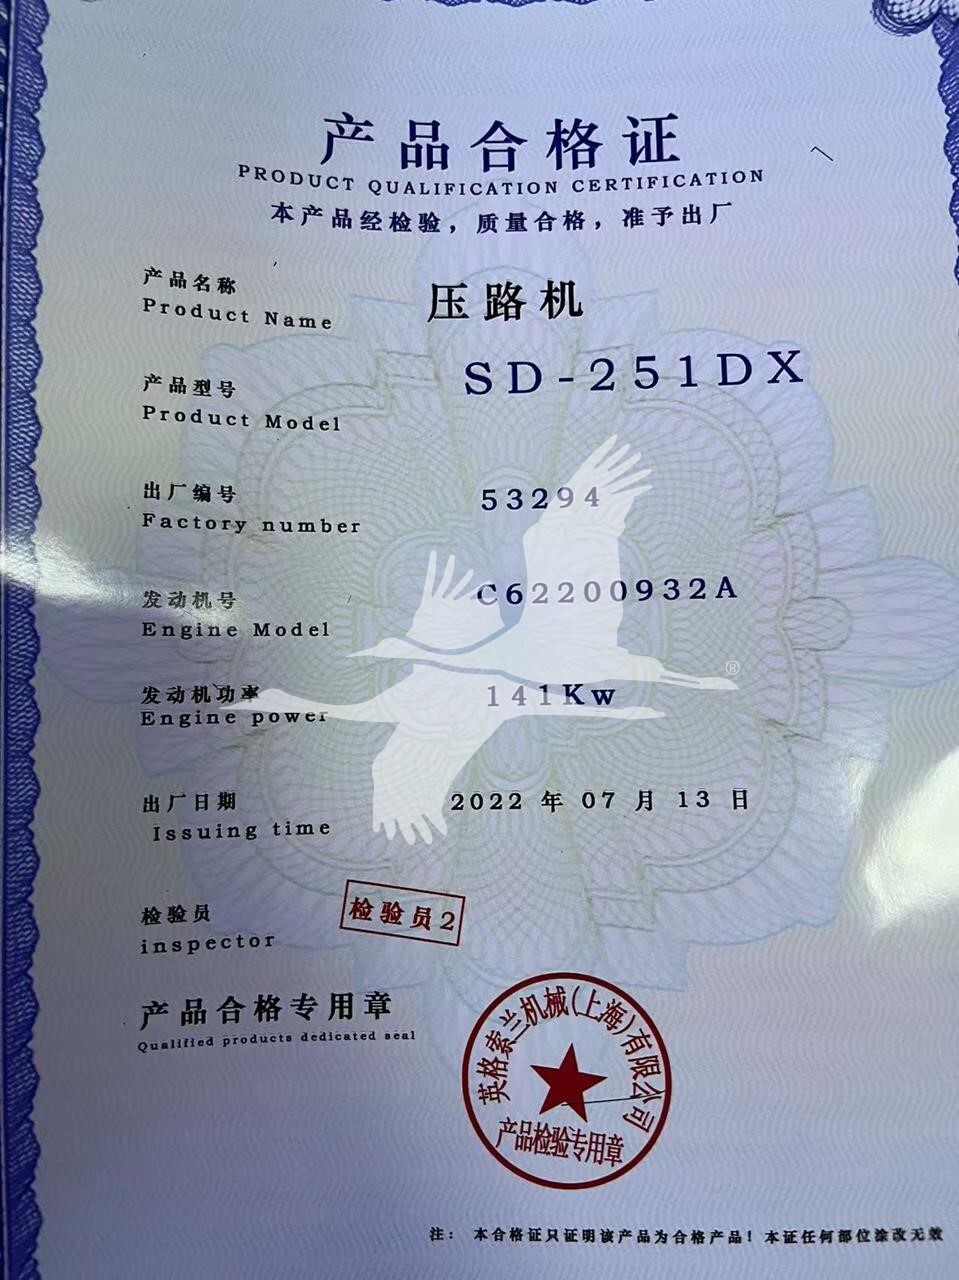 产品合格证
PRODUCT QUALIFICATION CERTIFICATION
本产品经检验，质量合格，准予出厂
产品名称
Product Name
压路机
产品型号
Product Model
SD-251DX
出厂编号
Factory number
53294
发动机号
Engine Model
C62200932A
发动机功率
Engine power
141Kw
出厂日期
Issuing time
2022 年 07 月 13 日
检验员
inspector
检验员2
产品合格专用章
Qualified products dedicated seal
英格索兰机械(上海)有限公司
产品检验专用章
注： 本合格证只证明该产品为合格产品！本证任何部位涂改无效
®